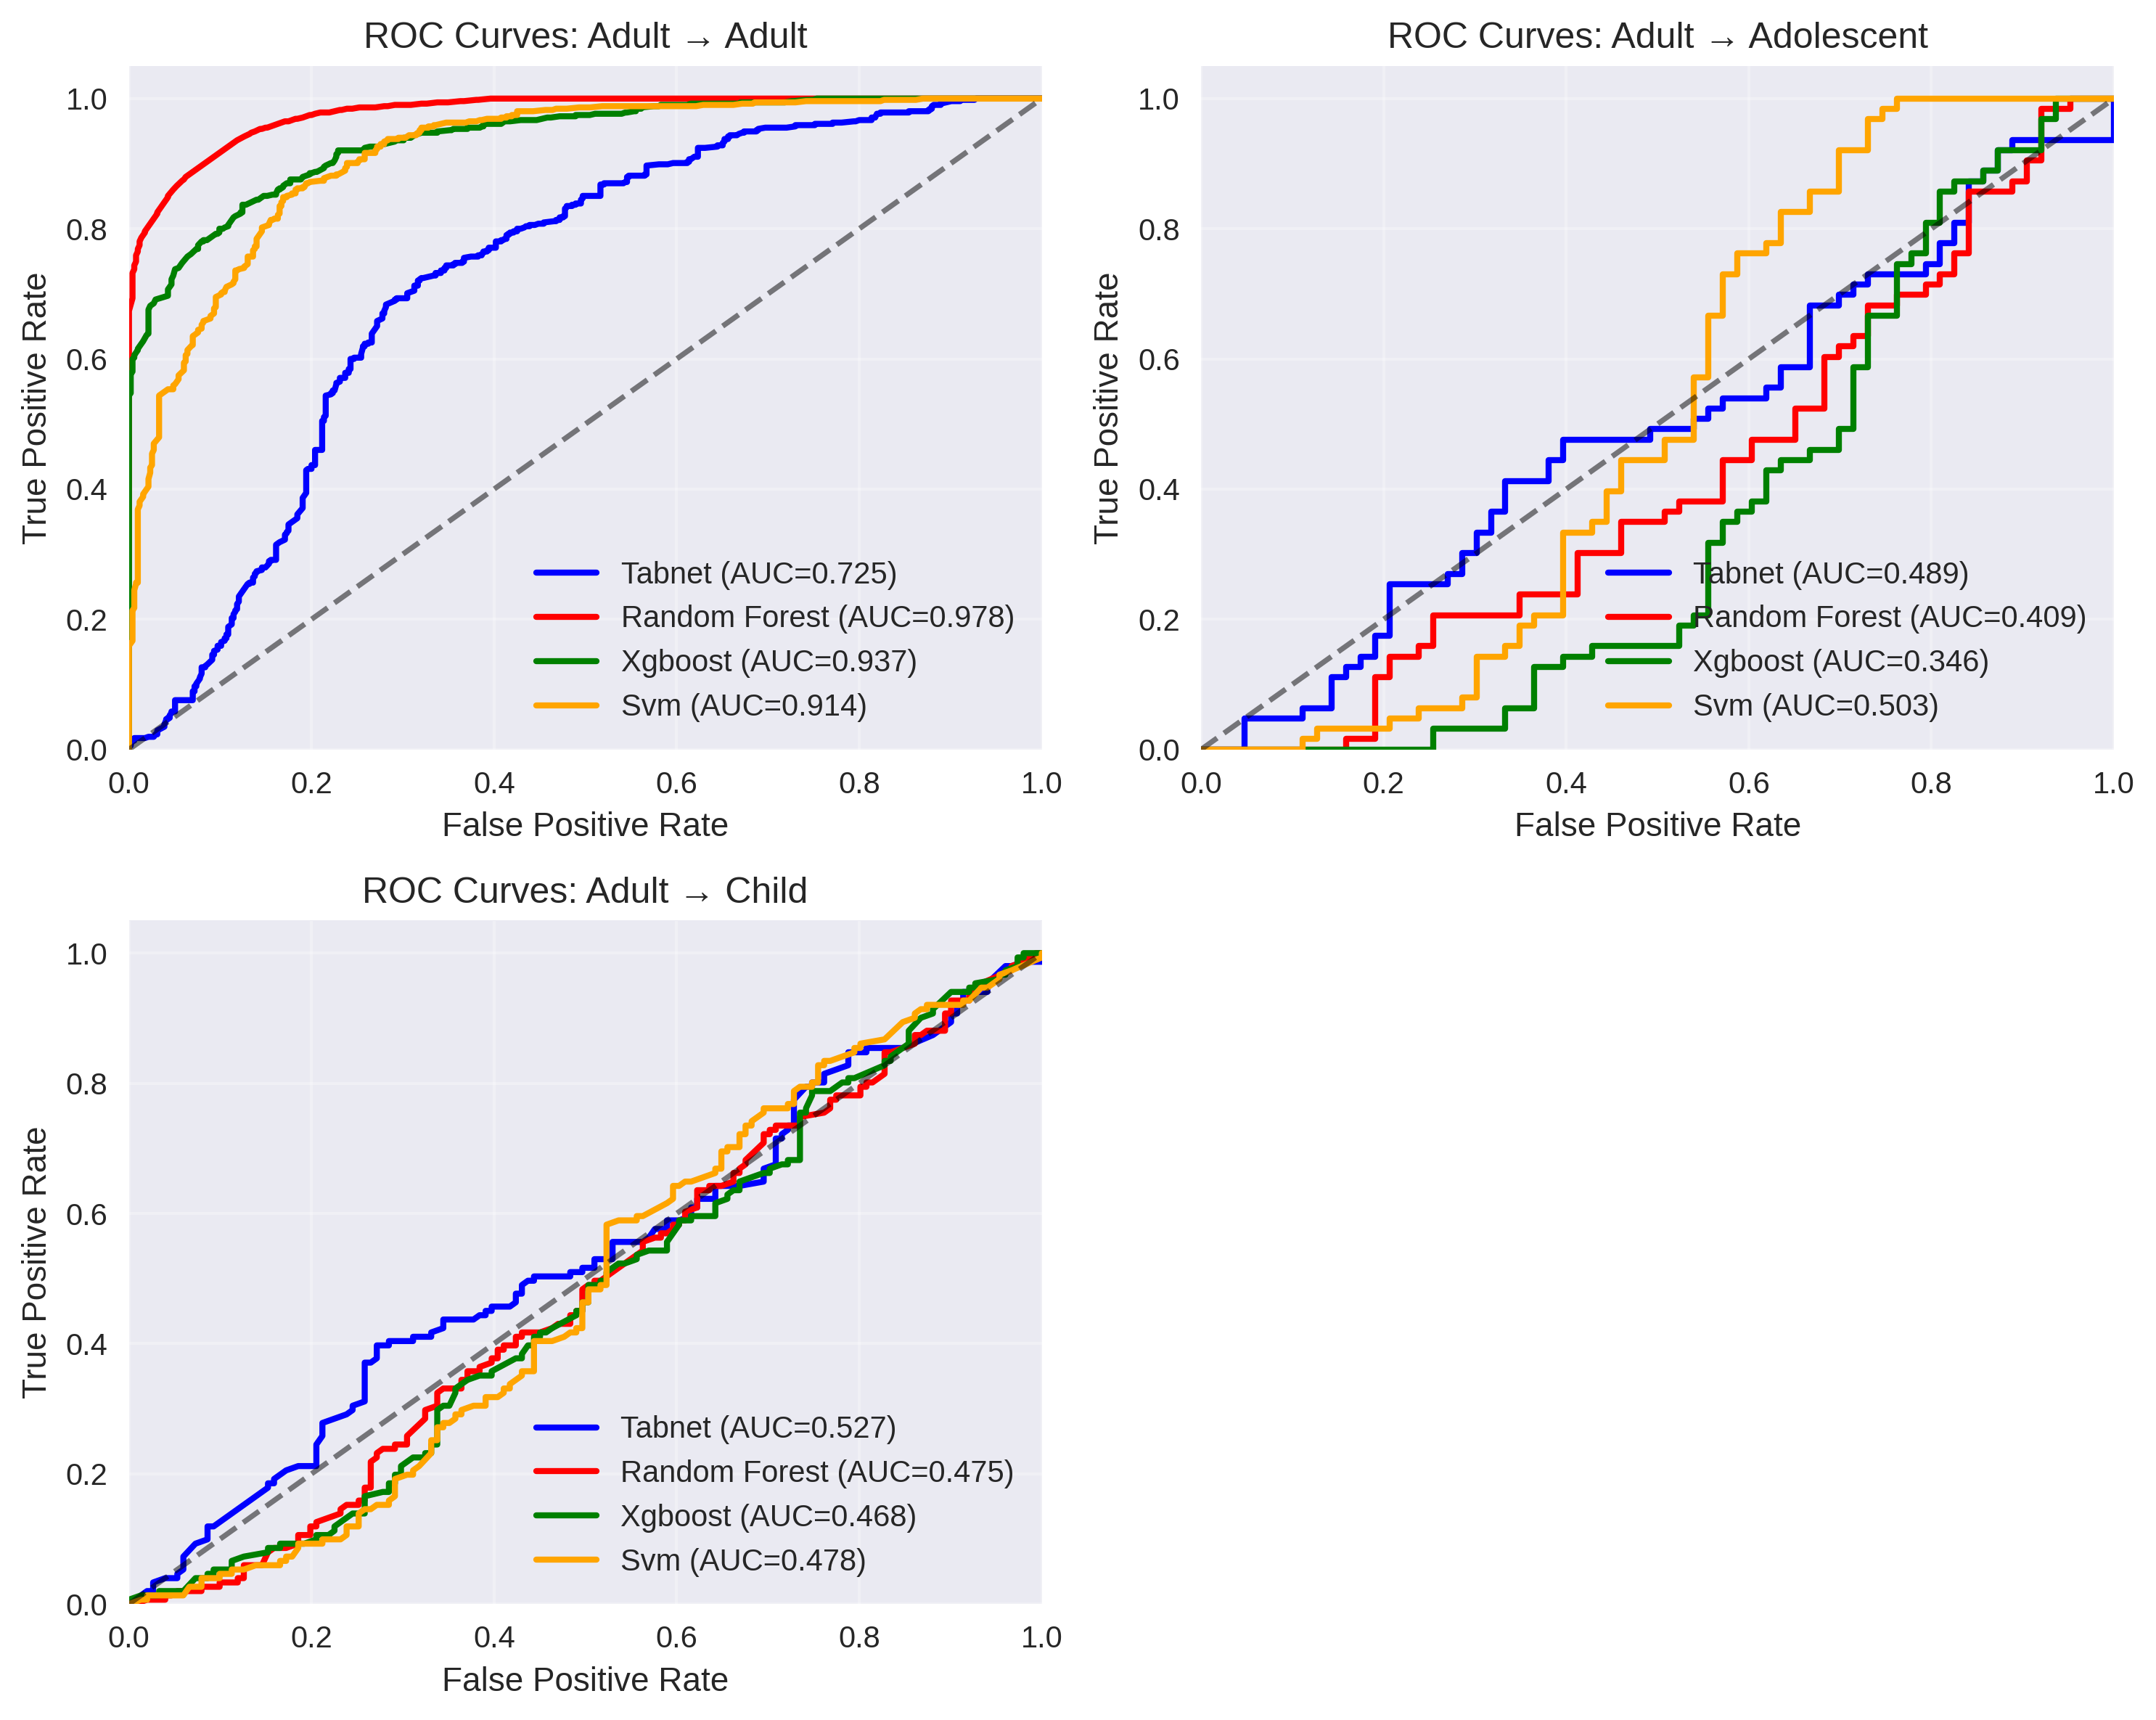 ROC Curves: Adult → Adult
True Positive Rate
1.0
0.8
0.6
0.4
0.2
0.0
Tabnet (AUC=0.725)
Random Forest (AUC=0.978)
Xgboost (AUC=0.937)
Svm (AUC=0.914)
0.0 0.2 0.4 0.6 0.8 1.0
False Positive Rate
ROC Curves: Adult → Adolescent
True Positive Rate
1.0
0.8
0.6
0.4
0.2
0.0
Tabnet (AUC=0.489)
Random Forest (AUC=0.409)
Xgboost (AUC=0.346)
Svm (AUC=0.503)
0.0 0.2 0.4 0.6 0.8 1.0
False Positive Rate
ROC Curves: Adult → Child
True Positive Rate
1.0
0.8
0.6
0.4
0.2
0.0
Tabnet (AUC=0.527)
Random Forest (AUC=0.475)
Xgboost (AUC=0.468)
Svm (AUC=0.478)
0.0 0.2 0.4 0.6 0.8 1.0
False Positive Rate